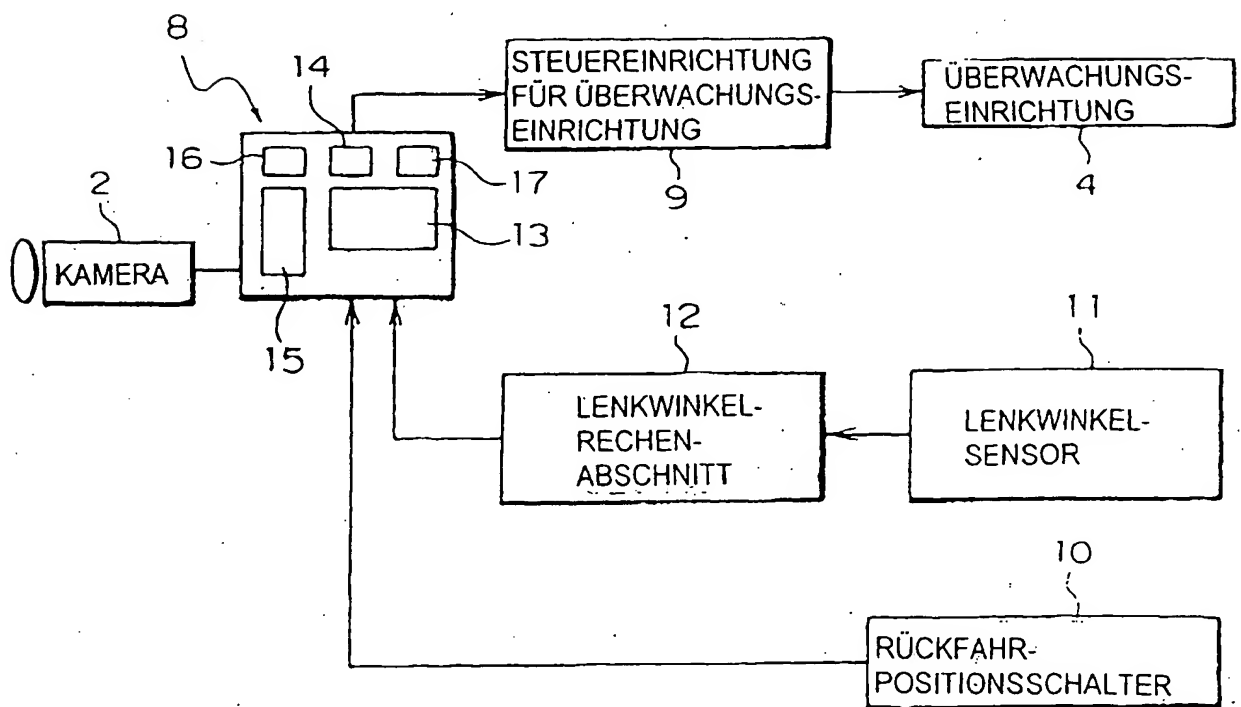 8
14
STEUEREINRICHTUNG
FÜR ÜBERWACHUNGS-
EINRICHTUNG
ÜBERWACHUNGS-
EINRICHTUNG
16
17
9
4
2
13
KAMERA
15
12
11
LENKWINKEL-
RECHEN-
ABSCHNITT
LENKWINKEL-
SENSOR
10
RÜCKFAHR-
POSITIONSSCHALTER